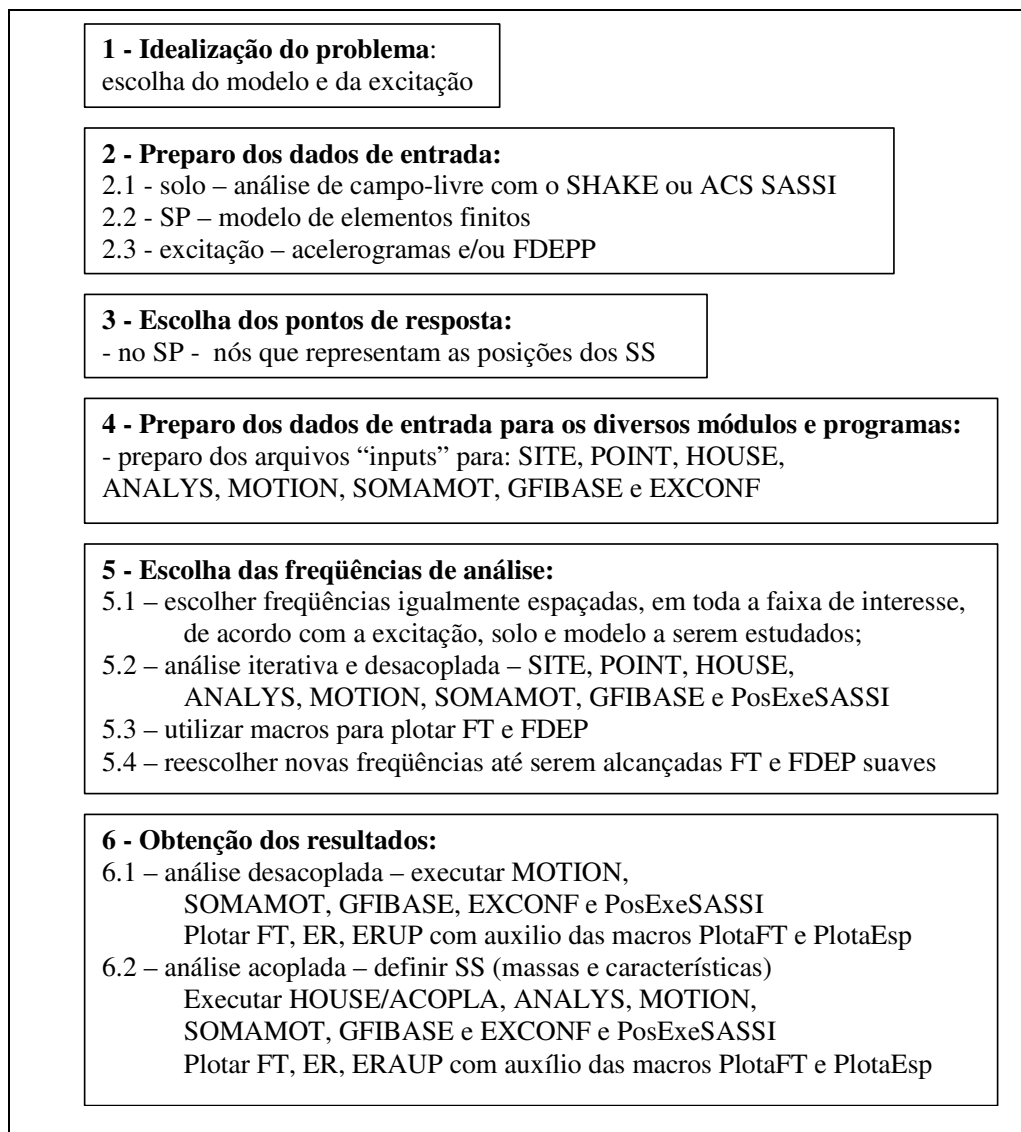 1 - Idealização do problema:
escolha do modelo e da excitação
2 - Preparo dos dados de entrada:
2.1 - solo – análise de campo-livre com o SHAKE ou ACS SASSI
2.2 - SP – modelo de elementos finitos
2.3 - excitação – acelerogramas e/ou FDEPP
3 - Escolha dos pontos de resposta:
- no SP - nós que representam as posições dos SS
4 - Preparo dos dados de entrada para os diversos módulos e programas:
- preparo dos arquivos “inputs” para: SITE, POINT, HOUSE,
ANALYS, MOTION, SOMAMOT, GFIBASE e EXCONF
5 - Escolha das freqüências de análise:
5.1 – escolher freqüências igualmente espaçadas, em toda a faixa de interesse,
de acordo com a excitação, solo e modelo a serem estudados;
5.2 – análise iterativa e desacoplada – SITE, POINT, HOUSE,
ANALYS, MOTION, SOMAMOT, GFIBASE e PosExeSASSI
5.3 – utilizar macros para plotar FT e FDEP
5.4 – reescolher novas freqüências até serem alcançadas FT e FDEP suaves
6 - Obtenção dos resultados:
6.1 – análise desacoplada – executar MOTION,
SOMAMOT, GFIBASE, EXCONF e PosExeSASSI
Plotar FT, ER, ERUP com auxilio das macros PlotaFT e PlotaEsp
6.2 – análise acoplada – definir SS (massas e características)
Executar HOUSE/ACOPLA, ANALYS, MOTION,
SOMAMOT, GFIBASE e EXCONF e PosExeSASSI
Plotar FT, ER, ERAUP com auxílio das macros PlotaFT e PlotaEsp